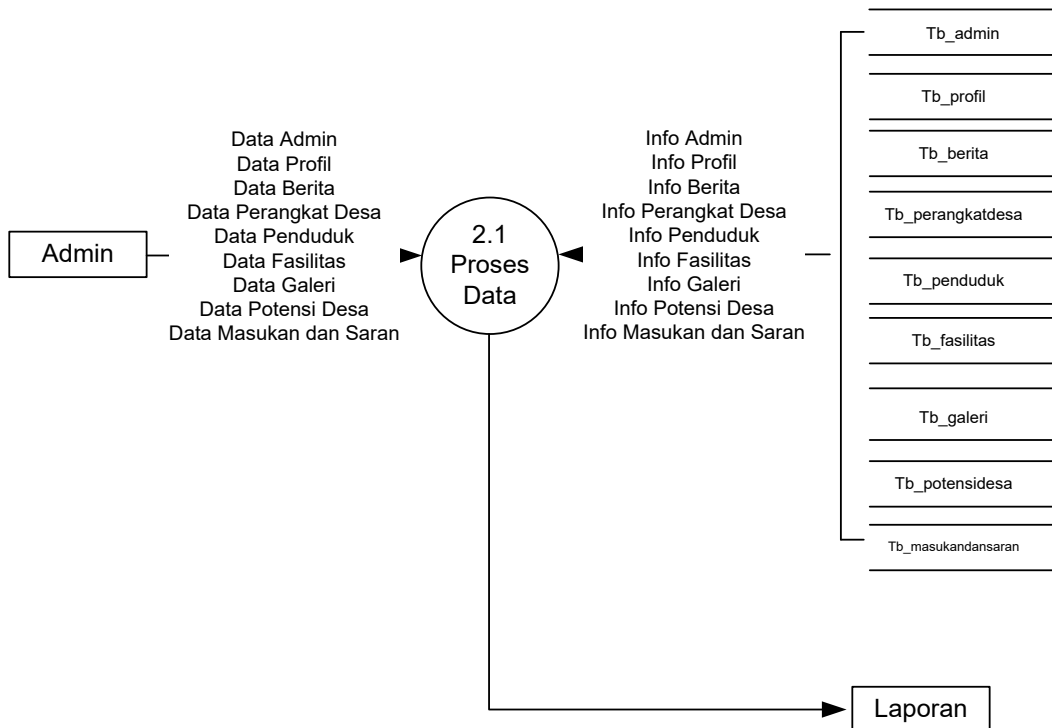 Admin
Data Admin
Data Profil
Data Berita
Data Perangkat Desa
Data Penduduk
Data Fasilitas
Data Galeri
Data Potensi Desa
Data Masukan dan Saran
2.1
Proses
Data
Info Admin
Info Profil
Info Berita
Info Perangkat Desa
Info Penduduk
Info Fasilitas
Info Galeri
Info Potensi Desa
Info Masukan dan Saran
Tb_admin
Tb_profil
Tb_berita
Tb_perangkatdesa
Tb_penduduk
Tb_fasilitas
Tb_galeri
Tb_potensidesa
Tb_masukandansaran
Laporan